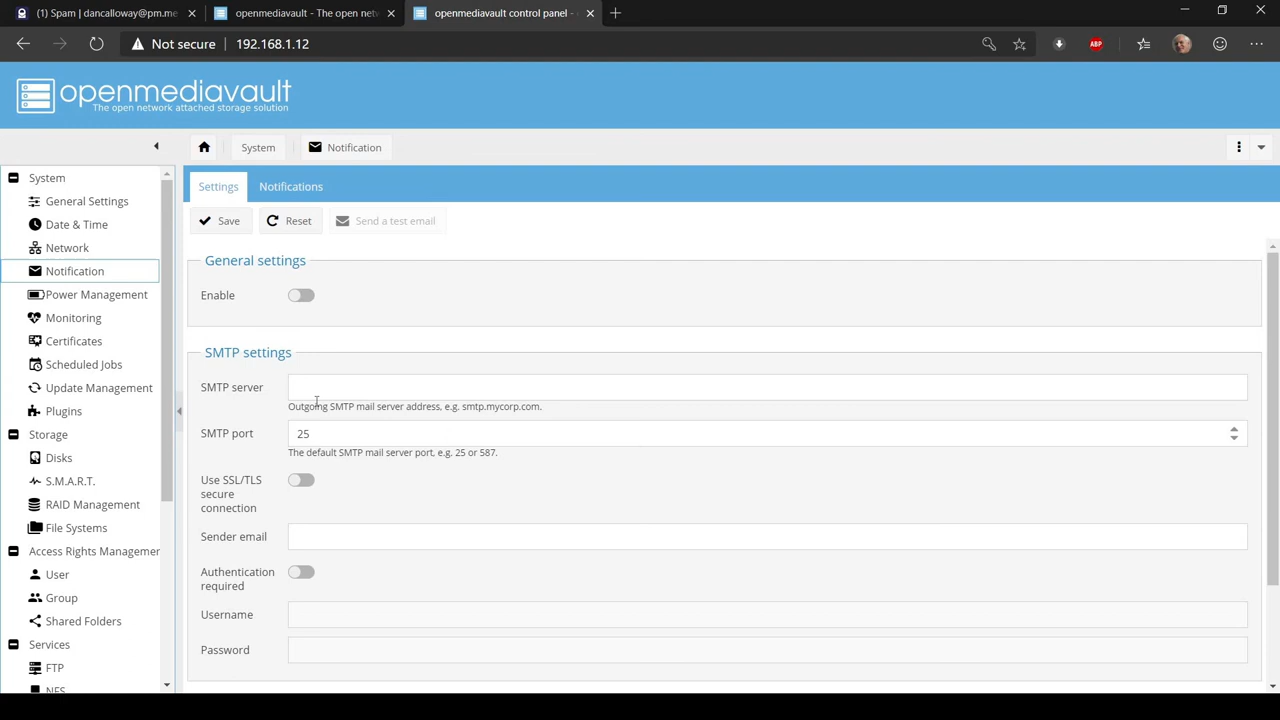 (1) Spam | dancalloway@pm.me
openmediavault - The open netw
openmediavault control panel -
Not secure
192.168.1.12
ABP
openmediavault
The open network attached storage solution
System
Notification
System
General Settings
Date & Time
Network
Notification
Power Management
Monitoring
Certificates
Scheduled Jobs
Update Management
Plugins
Storage
Disks
S.M.A.R.T.
RAID Management
File Systems
Access Rights Managemen
User
Group
Shared Folders
Services
FTP
NFS
Settings
Notifications
Save
Reset
Send a test email
General settings
Enable
SMTP settings
SMTP server
Outgoing SMTP mail server address, e.g. smtp.mycorp.com.
SMTP port
25
The default SMTP mail server port, e.g. 25 or 587.
Use SSL/TLS
secure
connection
Sender email
Authentication
required
Username
Password